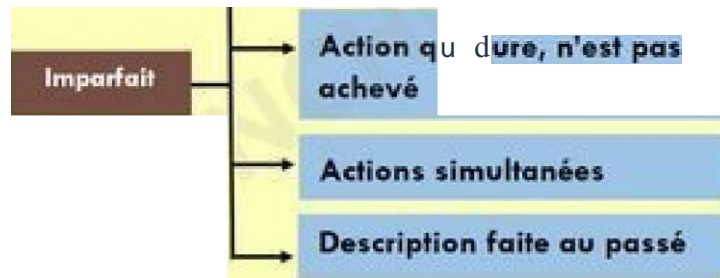 Imparfait
Action qu dure, n'est pas
achevé
Actions simultanées
Description faite au passé